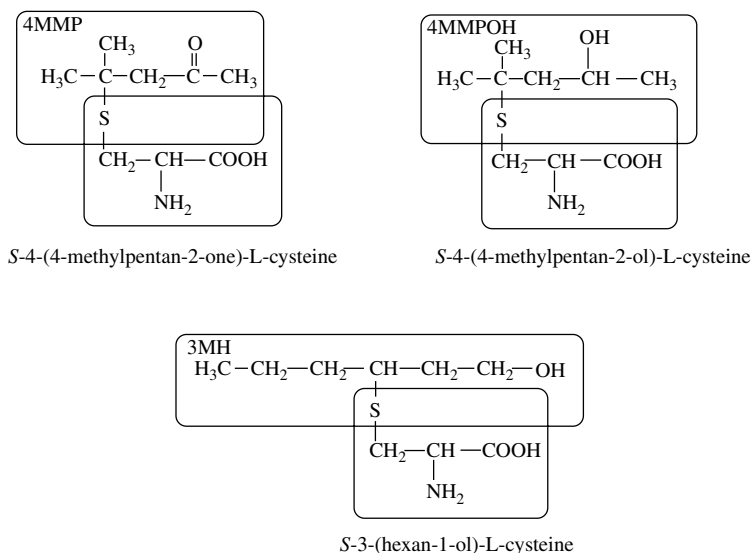 4MMP
CH₃ O
H₃C—C—CH₂—C—CH₃
S
CH₂—CH—COOH
NH₂
S-4-(4-methylpentan-2-one)-L-cysteine
4MMPOH
CH₃ OH
H₃C—C—CH₂—CH—CH₃
S
CH₂—CH—COOH
NH₂
S-4-(4-methylpentan-2-ol)-L-cysteine
3MH
H₃C—CH₂—CH₂—CH—CH₂—CH₂—OH
S
CH₂—CH—COOH
NH₂
S-3-(hexan-1-ol)-L-cysteine